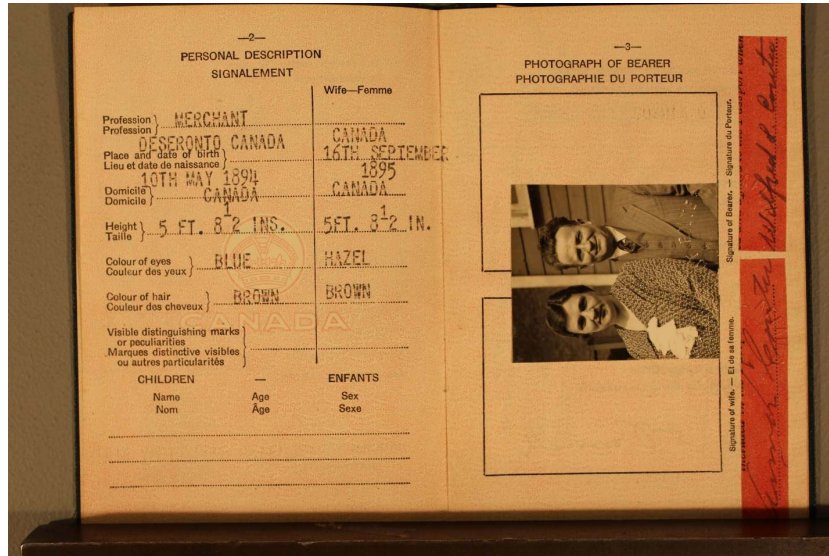 —2—
PERSONAL DESCRIPTION
SIGNALEMENT
Wife—Femme
Profession
Profession
MERCHANT
DESERONTO CANADA
CANADA
Place and date of birth
Lieu et date de naissance
16TH SEPTEMBER
10TH MAY 1894
1895
Domicile
Domicile
CANADA
CANADA
Height
Taille
5 FT. 8 1/2 INS.
5FT. 8 1/2 IN.
Colour of eyes
Couleur des yeux
BLUE
HAZEL
Colour of hair
Couleur des cheveux
BROWN
BROWN
CANADA
Visible distinguishing marks
or peculiarities
Marques distinctive visibles
ou autres particularités
CHILDREN — ENFANTS
Name Age Sex
Nom Âge Sexe
—3—
PHOTOGRAPH OF BEARER
PHOTOGRAPHIE DU PORTEUR
Signature of Bearer. — Signature du Porteur.
Wilfred
Signature of wife. — Et de sa femme.